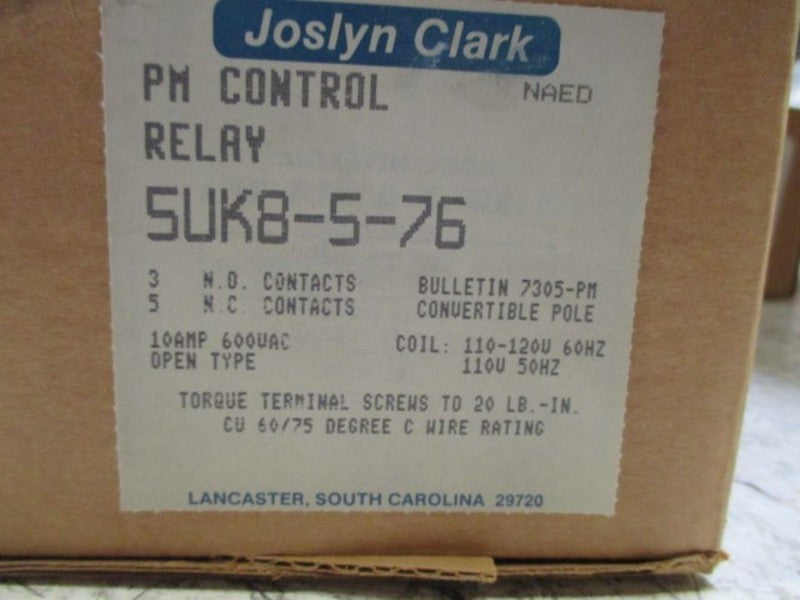 Joslyn Clark
PM CONTROL NAED
RELAY
5UK8-5-76
3 N.O. CONTACTS BULLETIN 7305-PM
5 N.C CONTACTS CONVERTIBLE POLE
10AMP 600VAC COIL: 110-120V 60HZ
OPEN TYPE 110V 50HZ
TORQUE TERMINAL SCREWS TO 20 LB.-IN.
CU 60/75 DEGREE C WIRE RATING
LANCASTER, SOUTH CAROLINA 29720